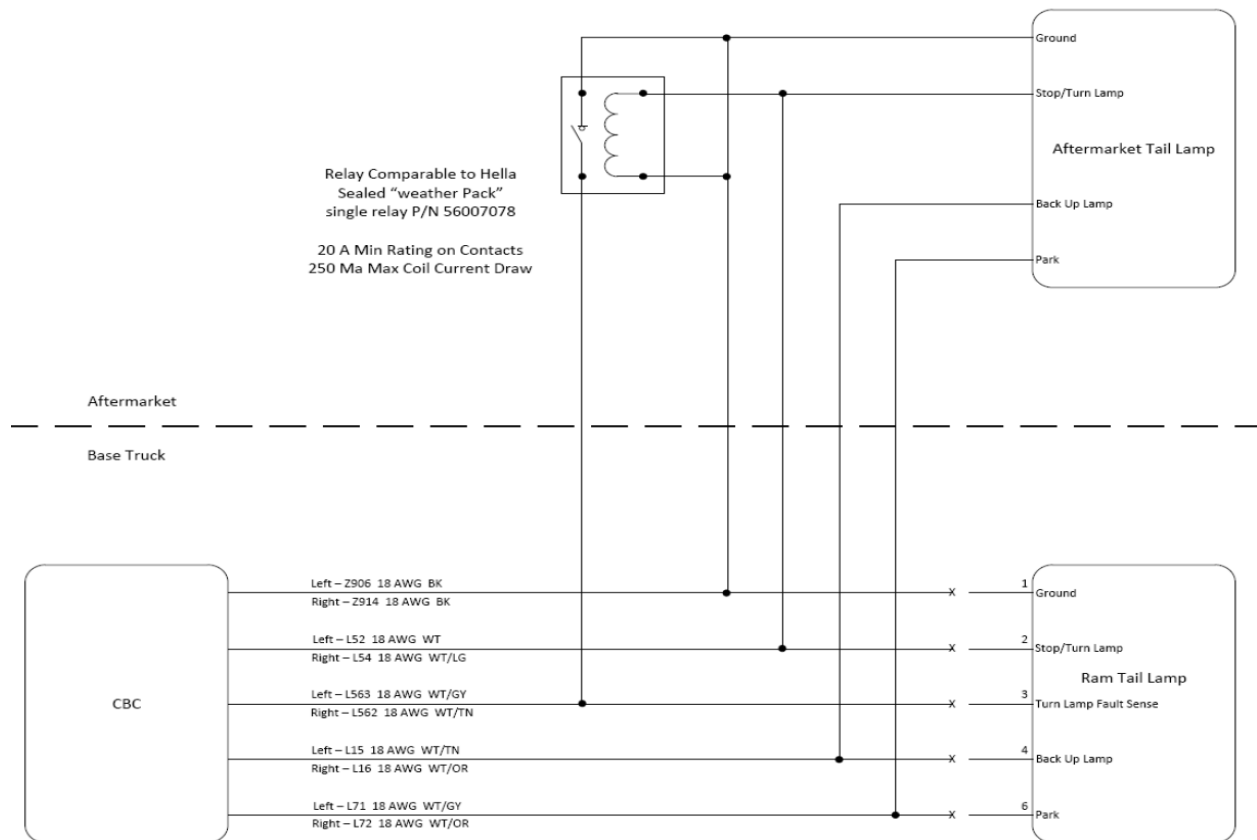 Ground
Stop/Turn Lamp
Aftermarket Tail Lamp
Back Up Lamp
Park
Relay Comparable to Hella
Sealed “weather Pack”
single relay P/N 56007078
20 A Min Rating on Contacts
250 Ma Max Coil Current Draw
Aftermarket
Base Truck
CBC
Left – Z906 18 AWG BK
Right – Z914 18 AWG BK
Left – L52 18 AWG WT
Right – L54 18 AWG WT/LG
Left – L563 18 AWG WT/GY
Right – L562 18 AWG WT/TN
Left – L15 18 AWG WT/TN
Right – L16 18 AWG WT/OR
Left – L71 18 AWG WT/GY
Right – L72 18 AWG WT/OR
X 1 Ground
X 2 Stop/Turn Lamp
Ram Tail Lamp
X 3 Turn Lamp Fault Sense
X 4 Back Up Lamp
X 6 Park